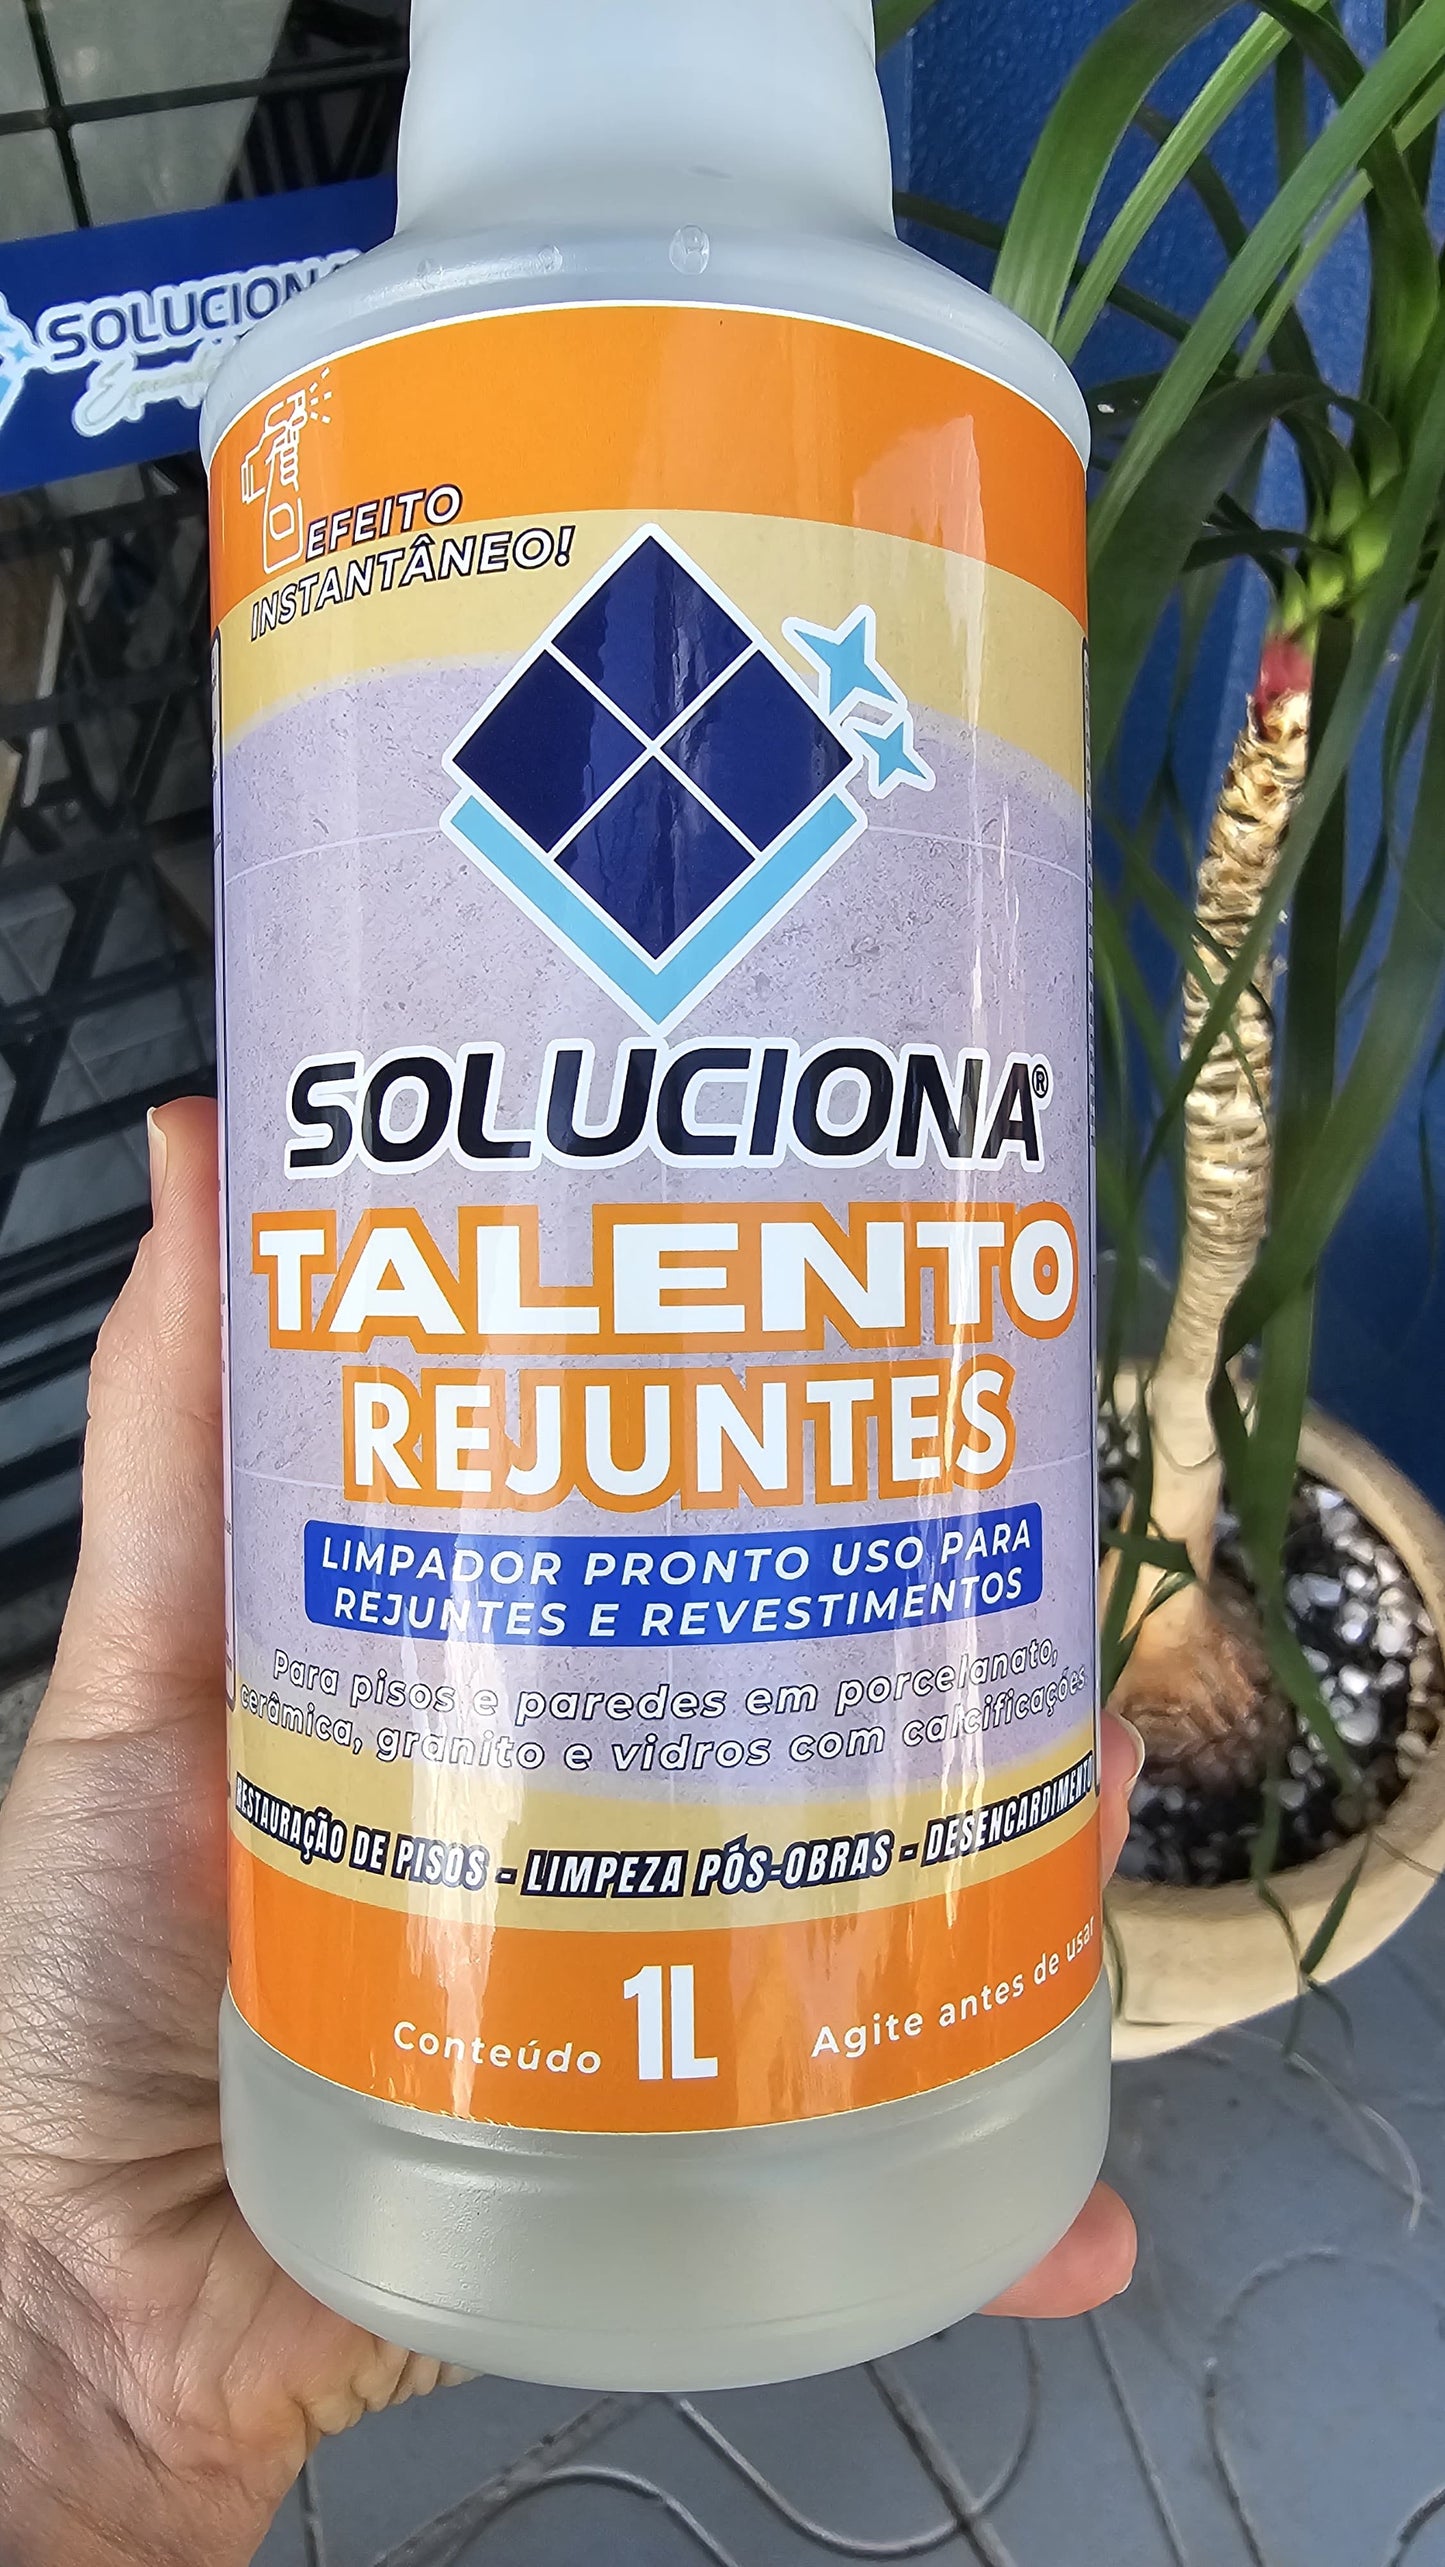 SOLUCIONA
EFEITO
INSTANTÂNEO!
SOLUCIONA®
TALENTO
REJUNTES
LIMPADOR PRONTO USO PARA
REJUNTES E REVESTIMENTOS
Para pisos e paredes em porcelanato,
cerâmica, granito e vidros com calcificações
RESTAURAÇÃO DE PISOS - LIMPEZA PÓS-OBRAS - DESENCARDIMENTO
Conteúdo 1L
Agite antes de usar